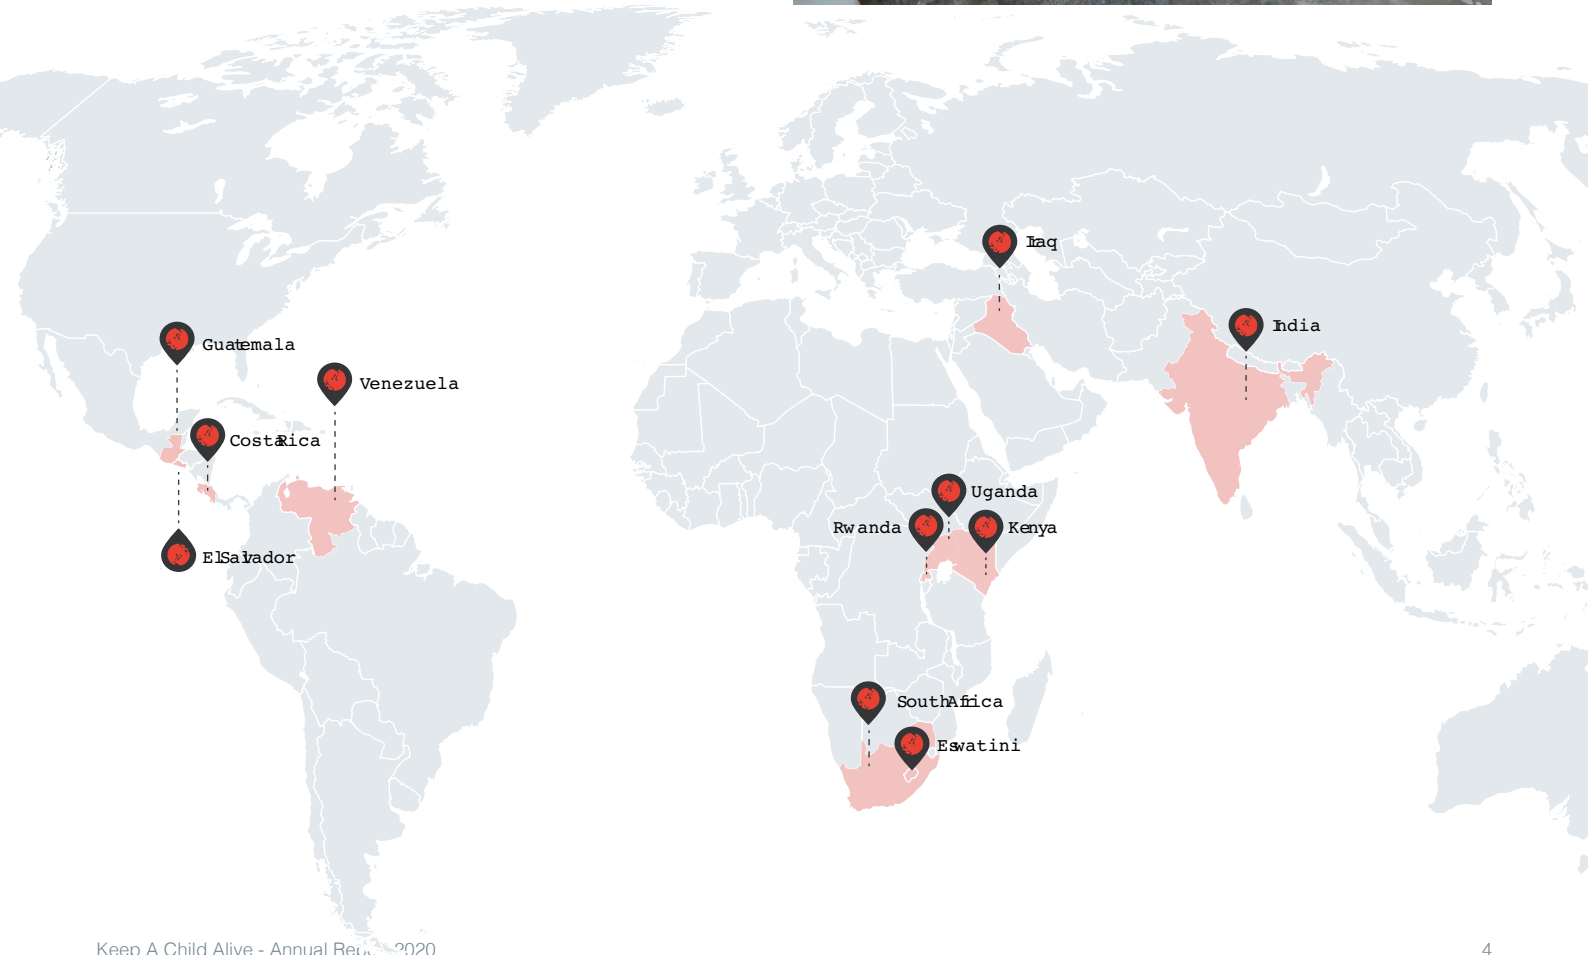 Iraq
India
Guatemala
Venezuela
Costa Rica
Uganda
Rwanda
Kenya
El Salvador
South Africa
Eswatini
Keep A Child Alive - Annual Report 2020
4